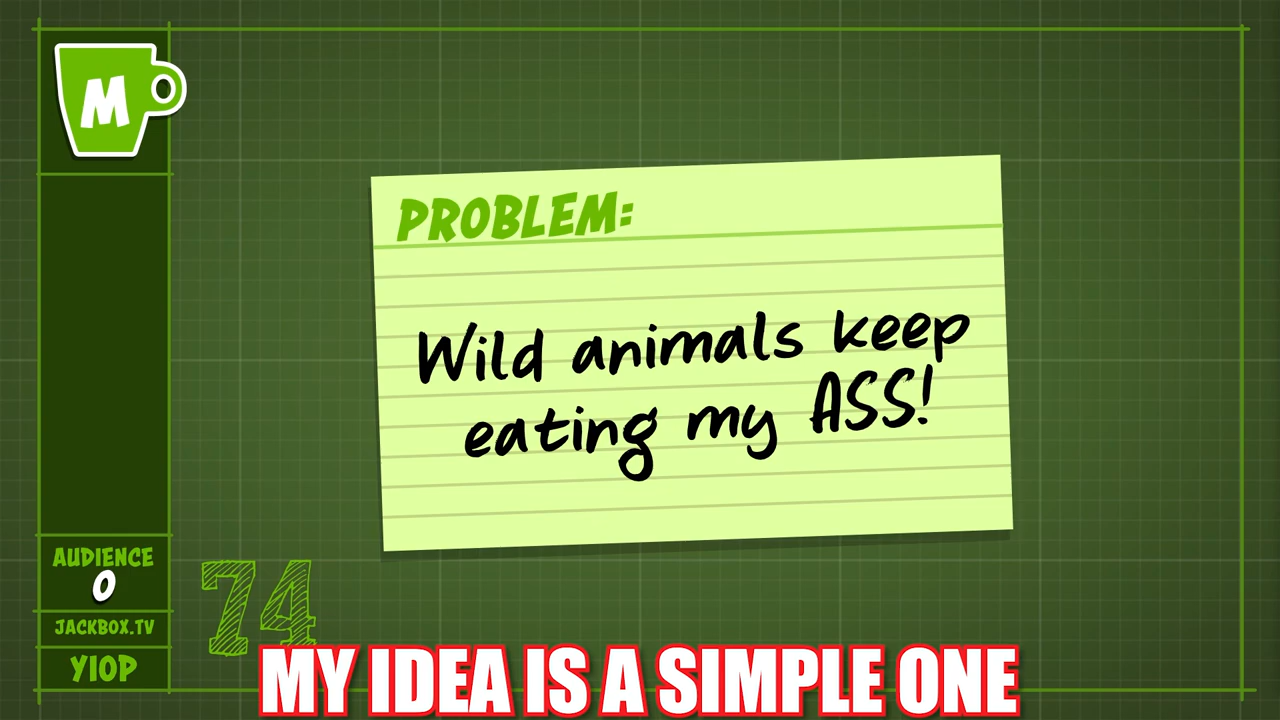 M
PROBLEM:
Wild animals keep
eating my ASS!
AUDIENCE
0
JACKBOX.TV
YIOP
74
MY IDEA IS A SIMPLE ONE